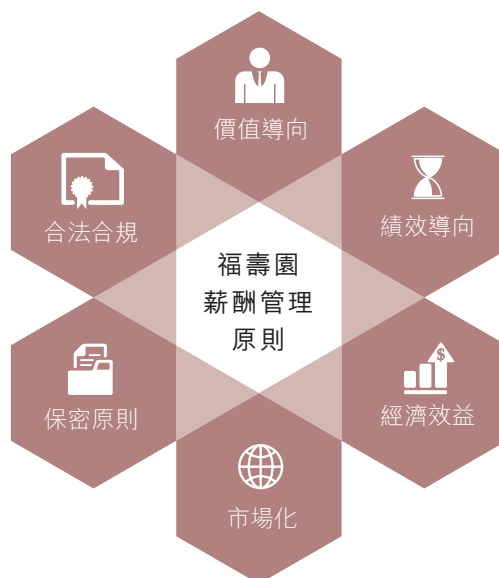 價值導向
合法合規
績效導向
福壽園
薪酬管理
原則
保密原則
$
經濟效益
市場化